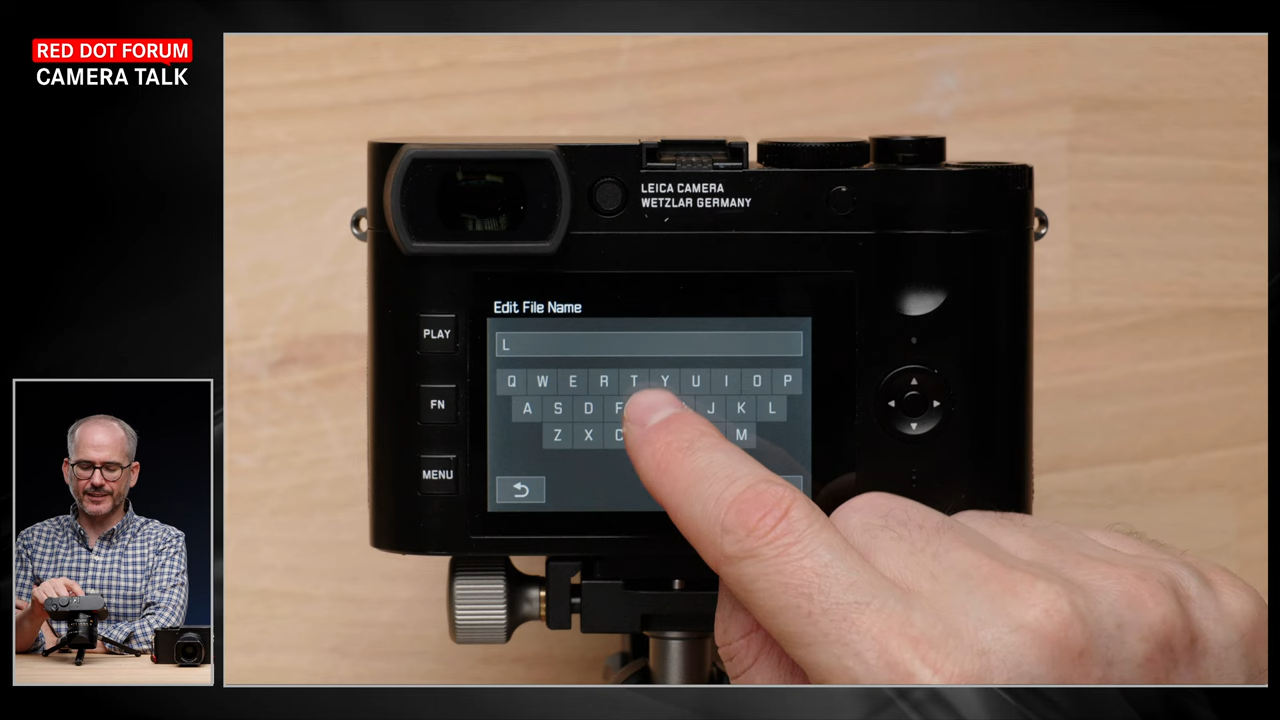 RED DOT FORUM
CAMERA TALK
LEICA CAMERA
WETZLAR GERMANY
Edit File Name
L
Q W E R T Y U I O P
A S D F J K L
Z X C M
PLAY
FN
MENU